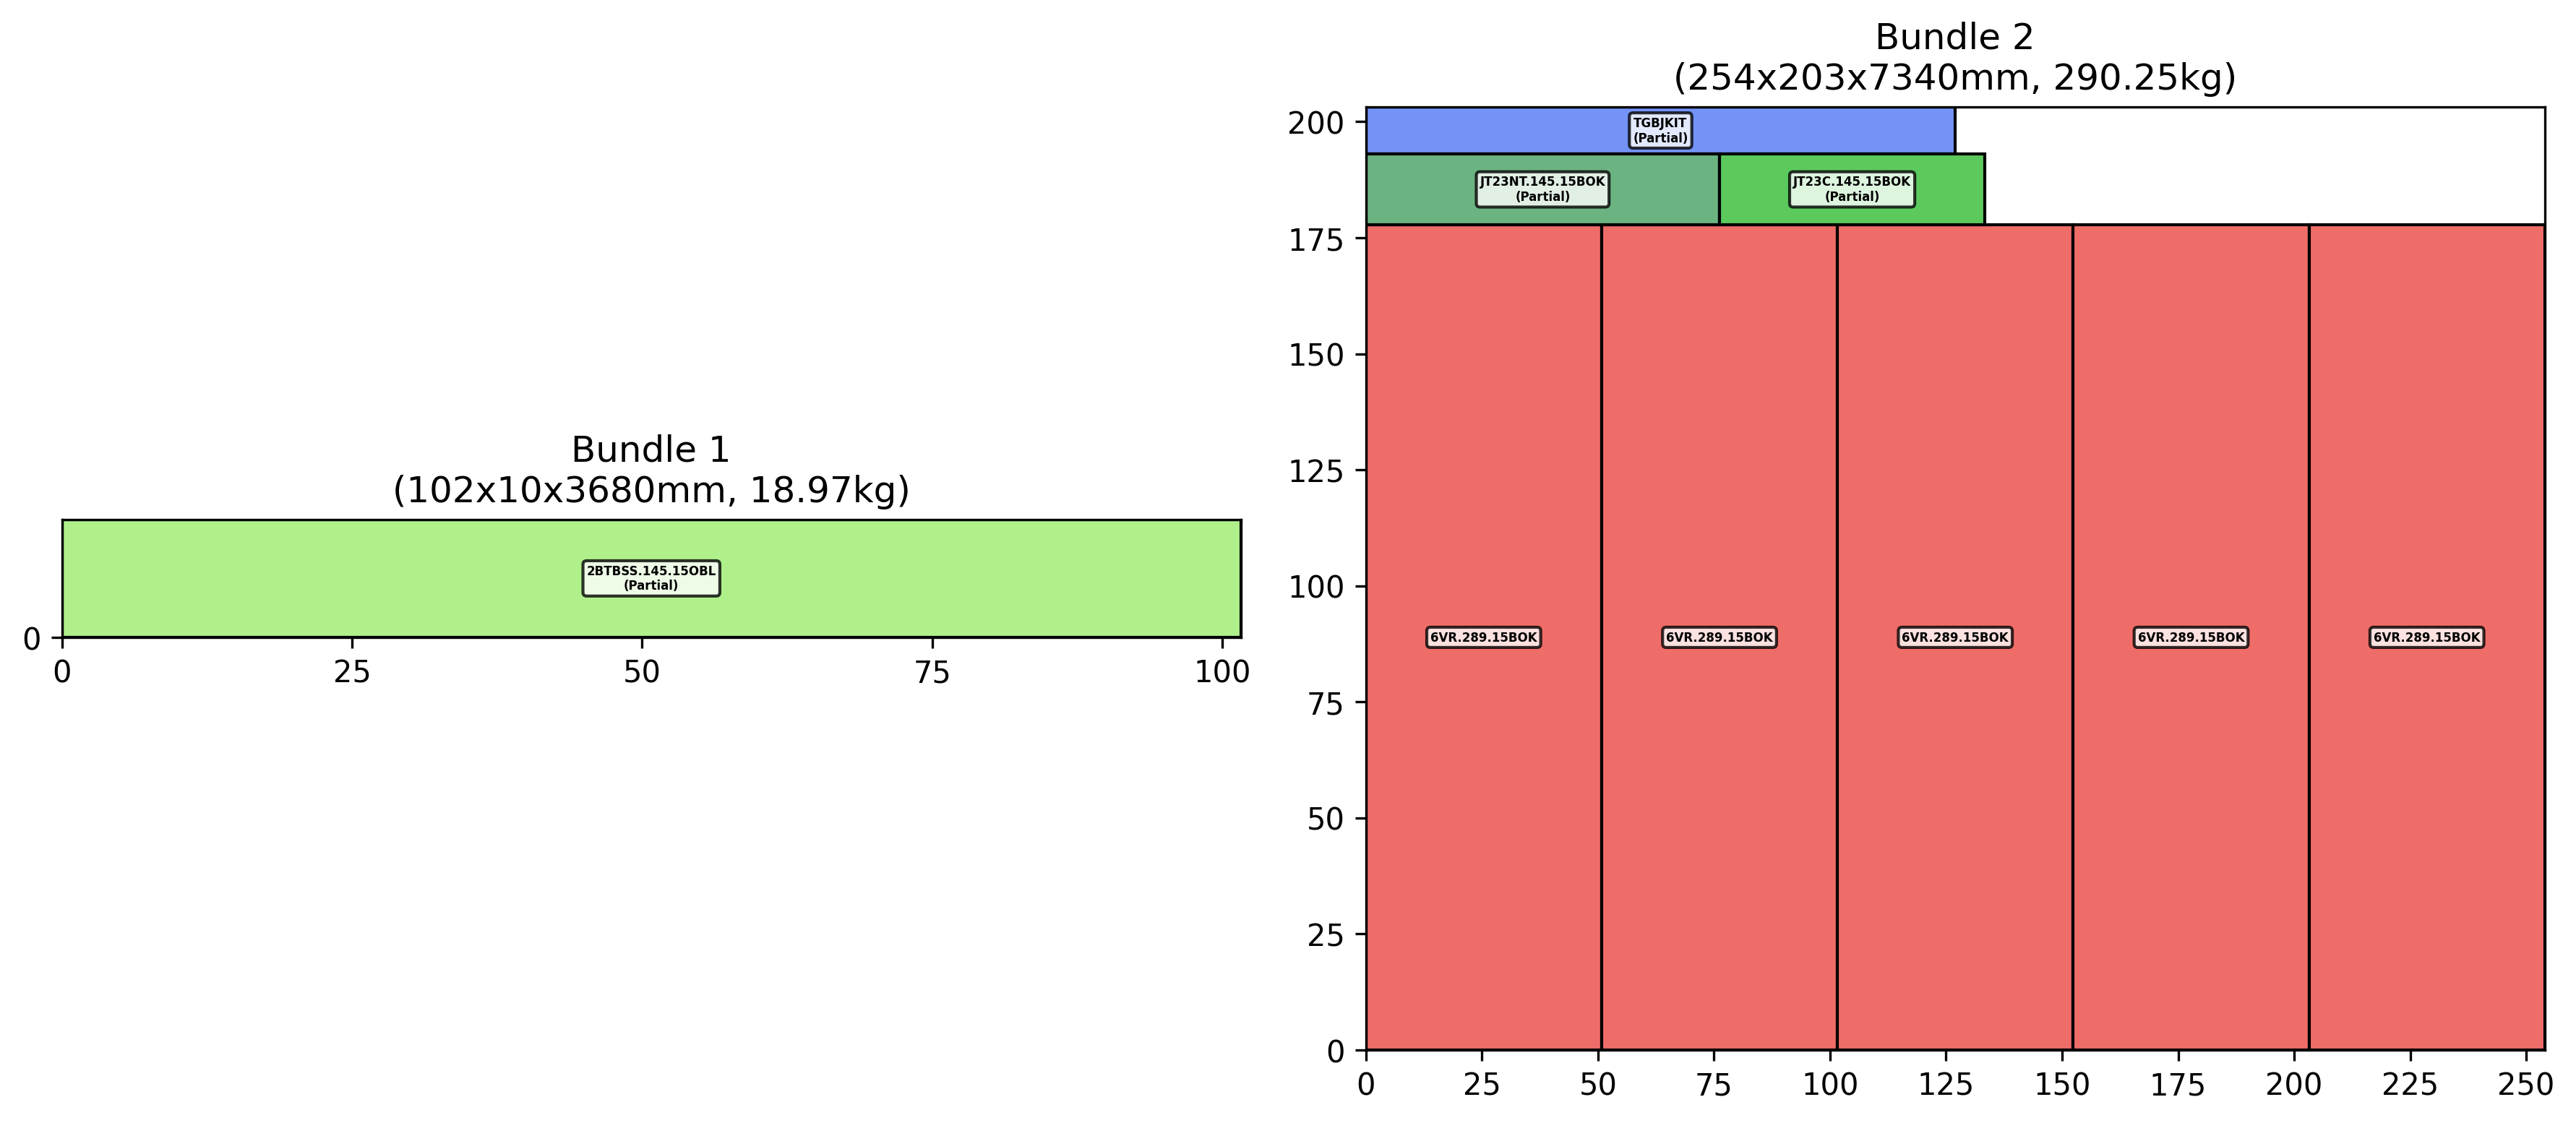 Bundle 1
(102x10x3680mm, 18.97kg)
2BTBSS.145.15OBL
(Partial)
0
0 25 50 75 100
Bundle 2
(254x203x7340mm, 290.25kg)
200
175
150
125
100
75
50
25
0
TGBJKIT
(Partial)
JT23NT.145.15BOK
(Partial)
JT23C.145.15BOK
(Partial)
6VR.289.15BOK 6VR.289.15BOK 6VR.289.15BOK 6VR.289.15BOK 6VR.289.15BOK
0 25 50 75 100 125 150 175 200 225 250